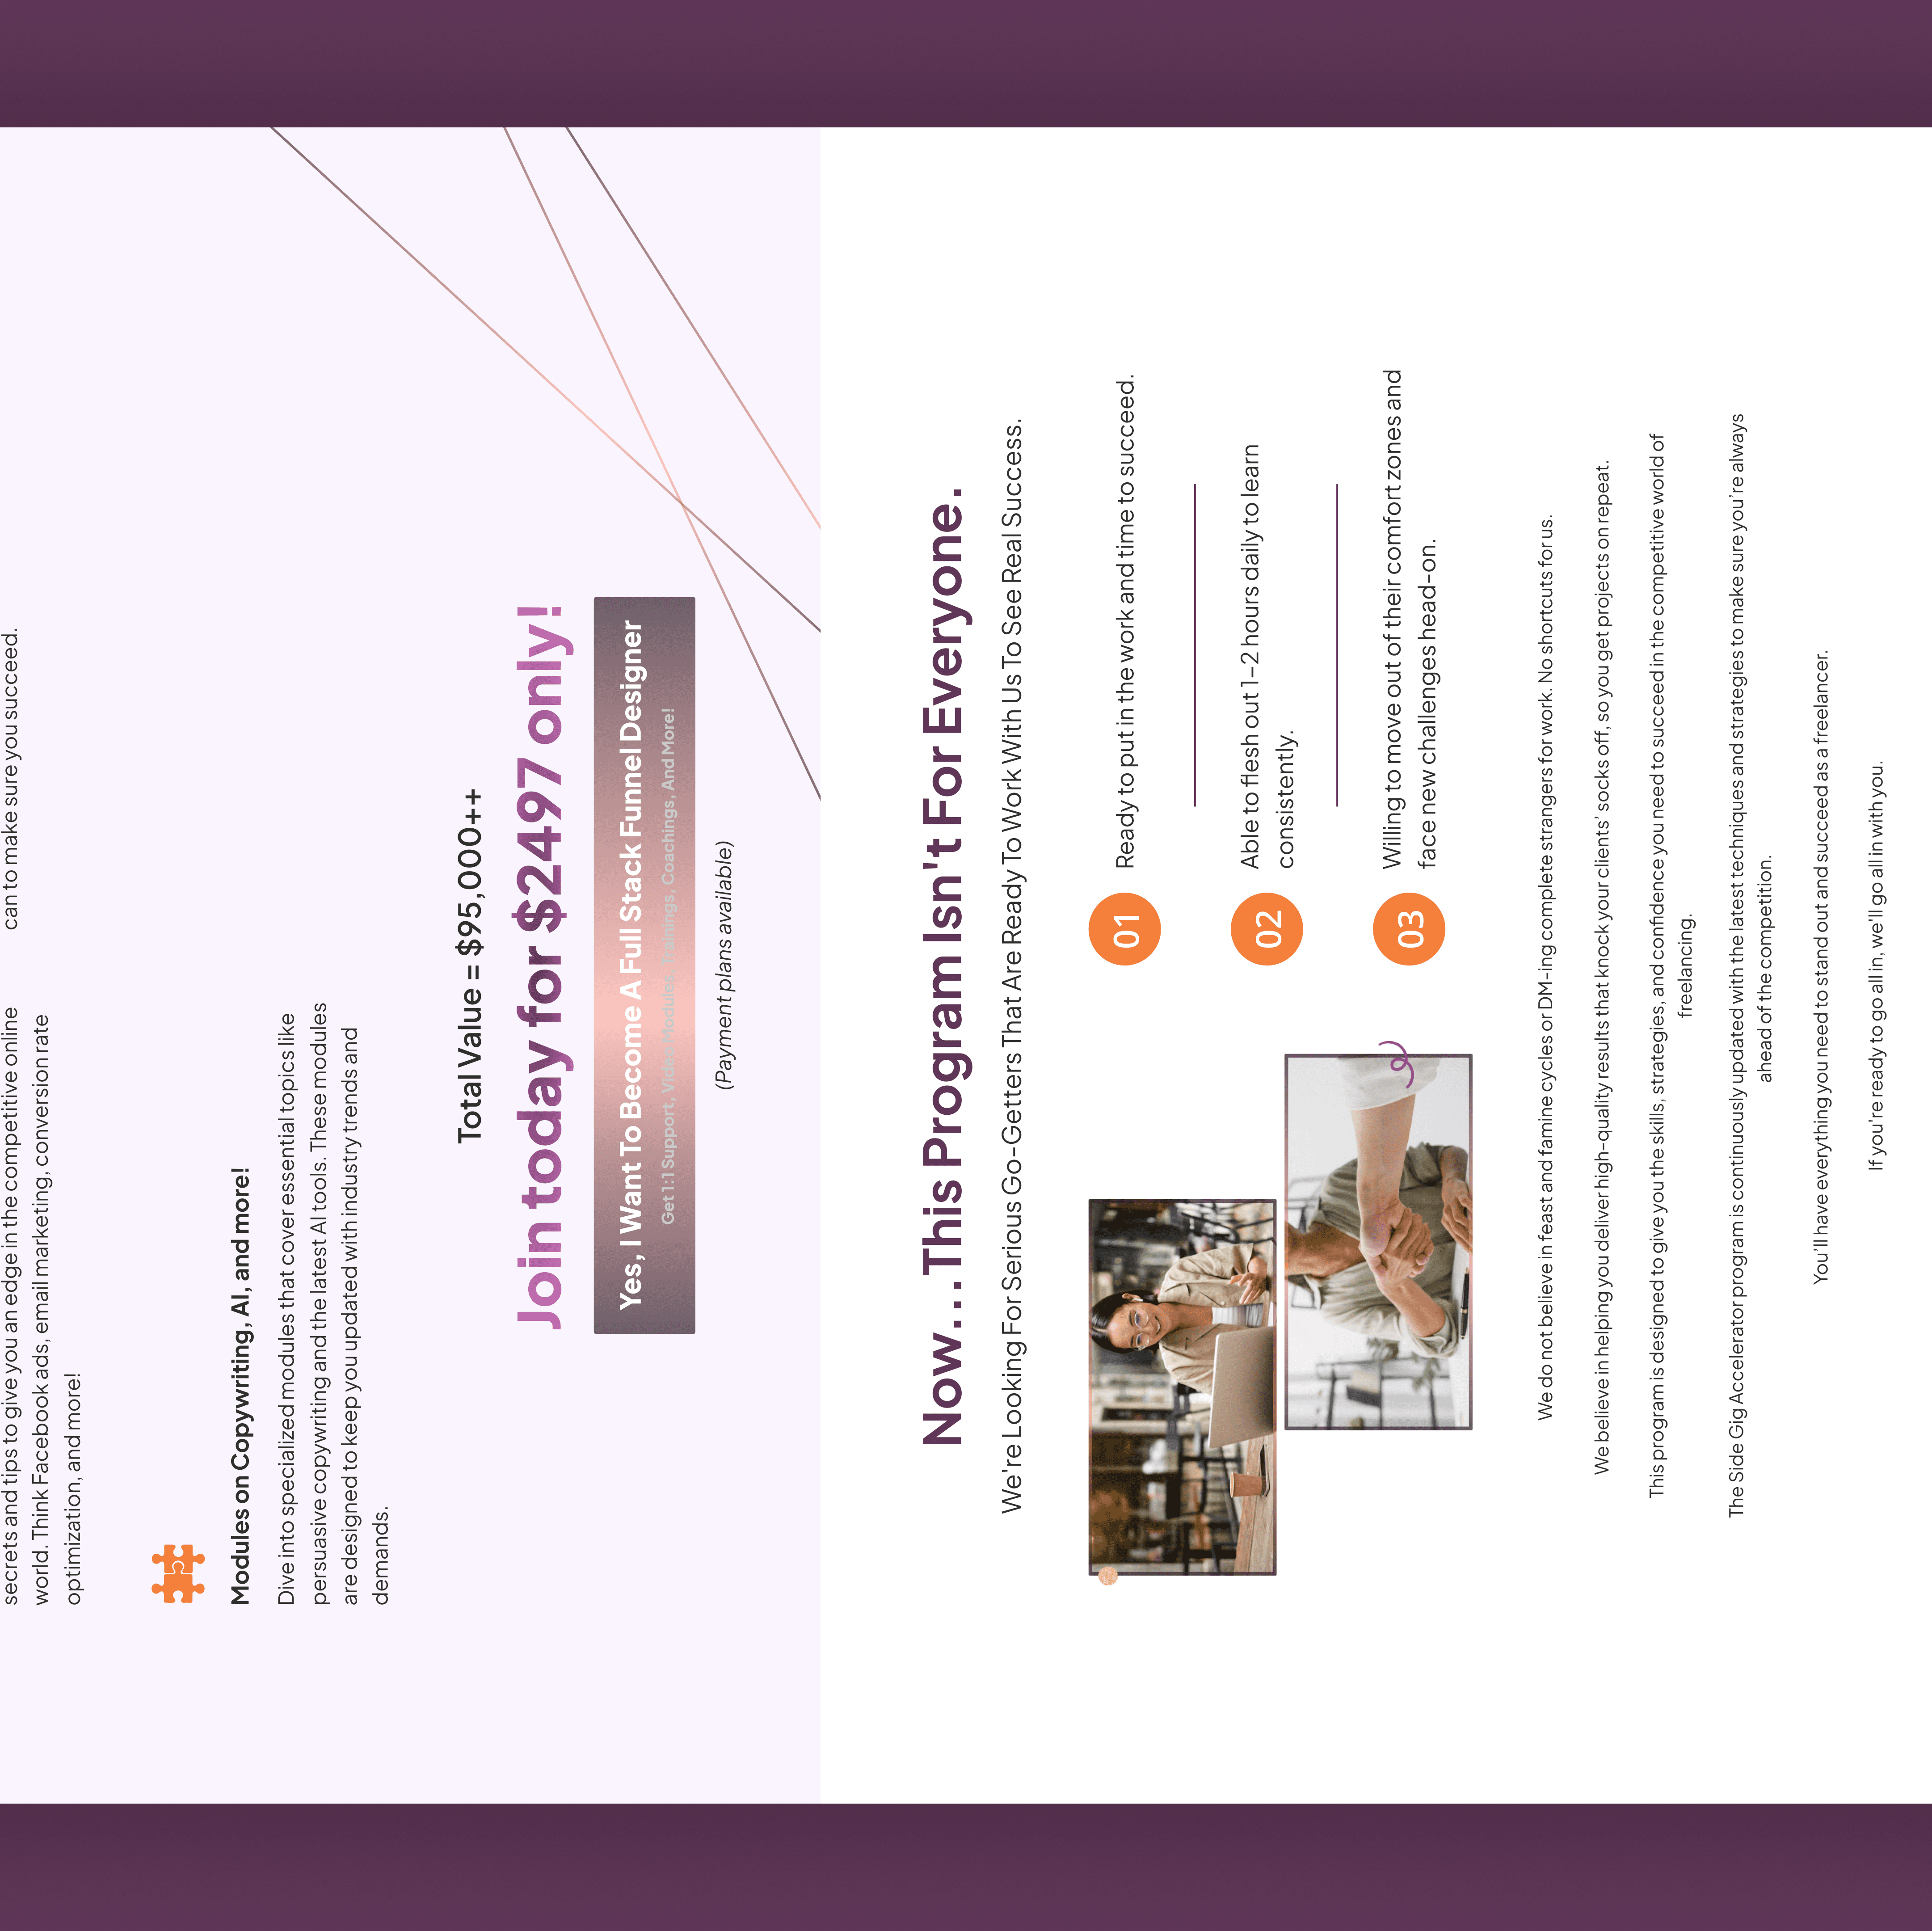 secrets and tips to give you an edge in the competitive online
world. Think Facebook ads, email marketing, conversion rate
optimization, and more!
can to make sure you succeed.
Modules on Copywriting, AI, and more!
Dive into specialized modules that cover essential topics like
persuasive copywriting and the latest AI tools. These modules
are designed to keep you updated with industry trends and
demands.
Total Value = $95,000++
Join today for $2497 only!
Yes, I Want To Become A Full Stack Funnel Designer
Get 1:1 Support, Video Modules, Trainings, Coachings, And More!
(Payment plans available)
Now...This Program Isn't For Everyone.
We're Looking For Serious Go-Getters That Are Ready To Work With Us To See Real Success.
01
Ready to put in the work and time to succeed.
02
Able to flesh out 1-2 hours daily to learn
consistently.
03
Willing to move out of their comfort zones and
face new challenges head-on.
We do not believe in feast and famine cycles or DM-ing complete strangers for work. No shortcuts for us.
We believe in helping you deliver high-quality results that knock your clients' socks off, so you get projects on repeat.
This program is designed to give you the skills, strategies, and confidence you need to succeed in the competitive world of
freelancing.
The Side Gig Accelerator program is continuously updated with the latest techniques and strategies to make sure you're always
ahead of the competition.
You'll have everything you need to stand out and succeed as a freelancer.
If you're ready to go all in, we'll go all in with you.